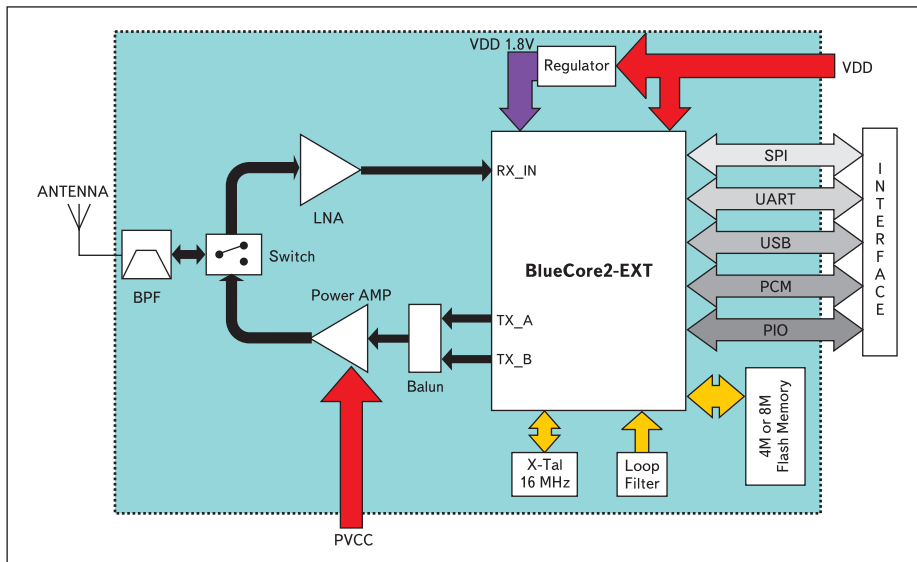 VDD 1.8V
Regulator
VDD
ANTENNA
LNA
RX_IN
SPI
UART
USB
PCM
PIO
INTERFACE
BPF
Switch
BlueCore2-EXT
Power AMP
TX_A
TX_B
Balun
X-Tal
16 MHz
Loop
Filter
4M or 8M
Flash Memory
PVCC